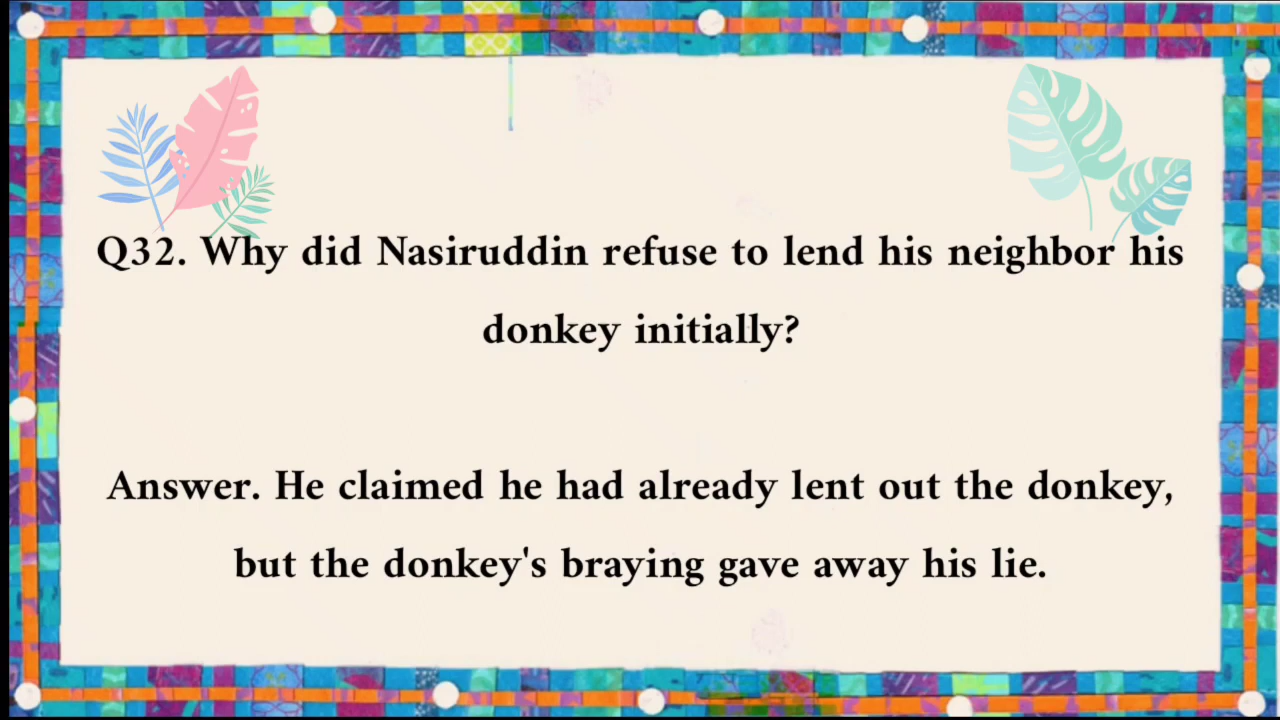 Q32. Why did Nasiruddin refuse to lend his neighbor his
donkey initially?
Answer. He claimed he had already lent out the donkey,
but the donkey's braying gave away his lie.